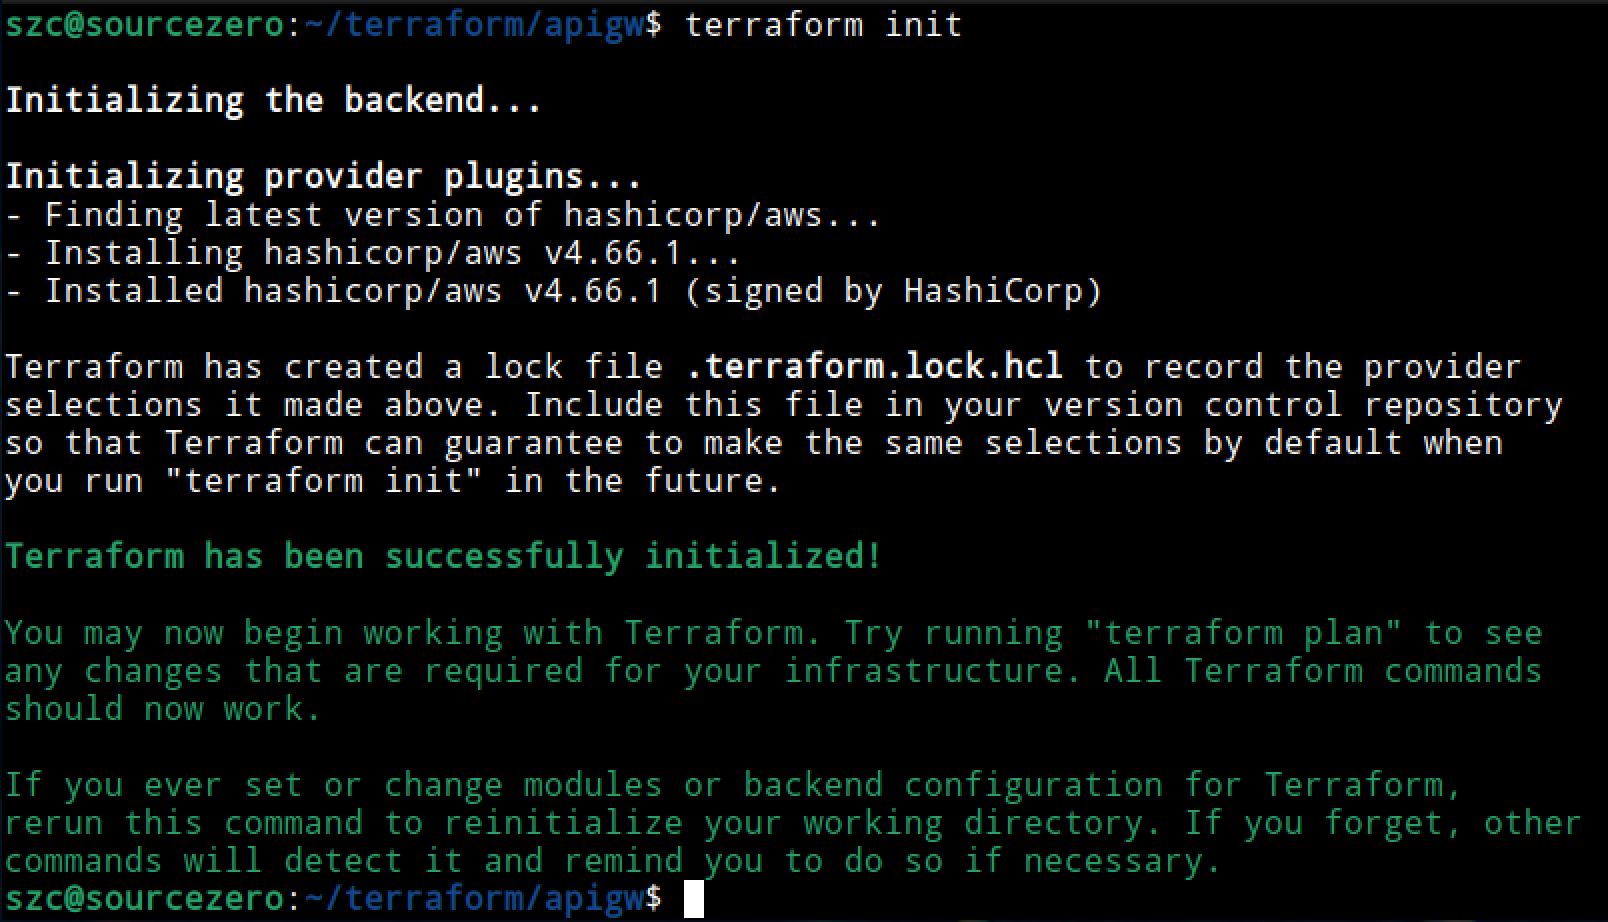 szc@sourcezero:~/terraform/apigw$ terraform init
Initializing the backend...
Initializing provider plugins...
- Finding latest version of hashicorp/aws...
- Installing hashicorp/aws v4.66.1...
- Installed hashicorp/aws v4.66.1 (signed by HashiCorp)
Terraform has created a lock file .terraform.lock.hcl to record the provider
selections it made above. Include this file in your version control repository
so that Terraform can guarantee to make the same selections by default when
you run "terraform init" in the future.
Terraform has been successfully initialized!
You may now begin working with Terraform. Try running "terraform plan" to see
any changes that are required for your infrastructure. All Terraform commands
should now work.
If you ever set or change modules or backend configuration for Terraform,
rerun this command to reinitialize your working directory. If you forget, other
commands will detect it and remind you to do so if necessary.
szc@sourcezero:~/terraform/apigw$